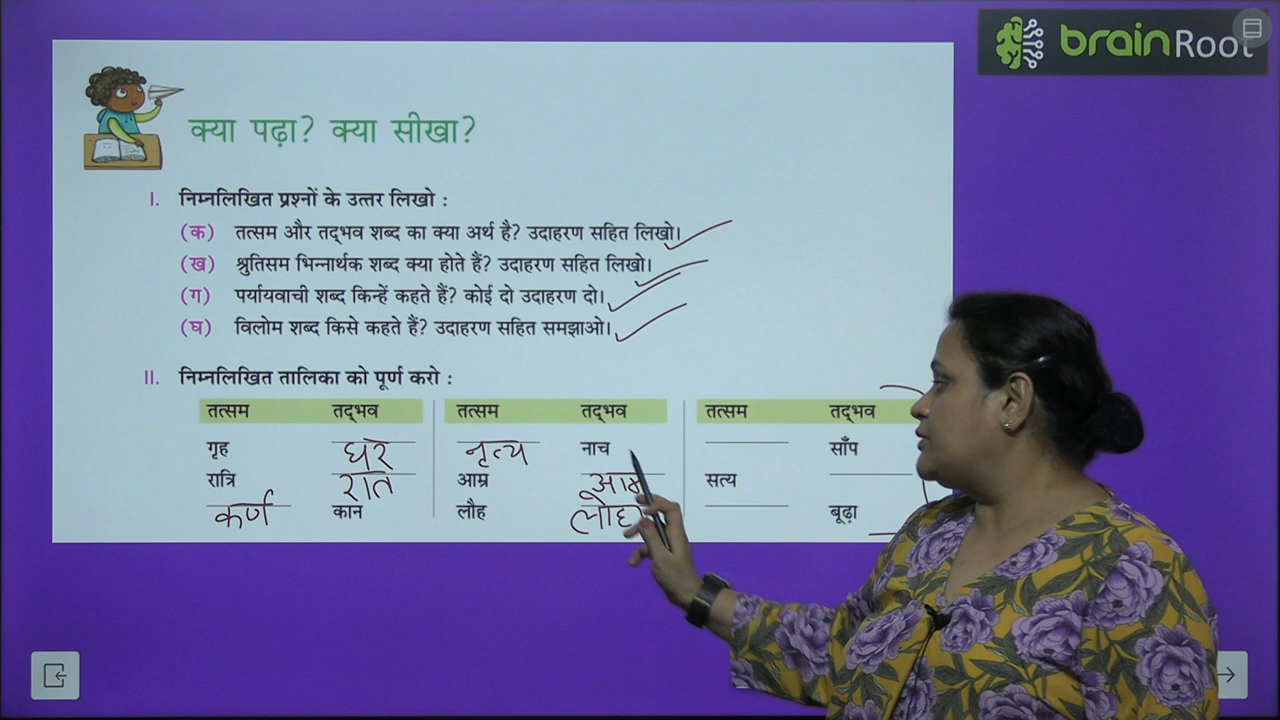 brainRoot
क्या पढ़ा? क्या सीखा?
I. निम्नलिखित प्रश्नों के उत्तर लिखो :
(क) तत्सम और तद्भव शब्द का क्या अर्थ है? उदाहरण सहित लिखो।
(ख) श्रुतिसम भिन्नार्थक शब्द क्या होते हैं? उदाहरण सहित लिखो।
(ग) पर्यायवाची शब्द किन्हें कहते हैं? कोई दो उदाहरण दो।
(घ) विलोम शब्द किसे कहते हैं? उदाहरण सहित समझाओ।
II. निम्नलिखित तालिका को पूर्ण करो :
तत्सम तद्भव तत्सम तद्भव तत्सम तद्भव
गृह घर नृत्य नाच साँप
रात्रि रात आम्र आम सत्य
कर्ण कान लौह लोहा बूढ़ा